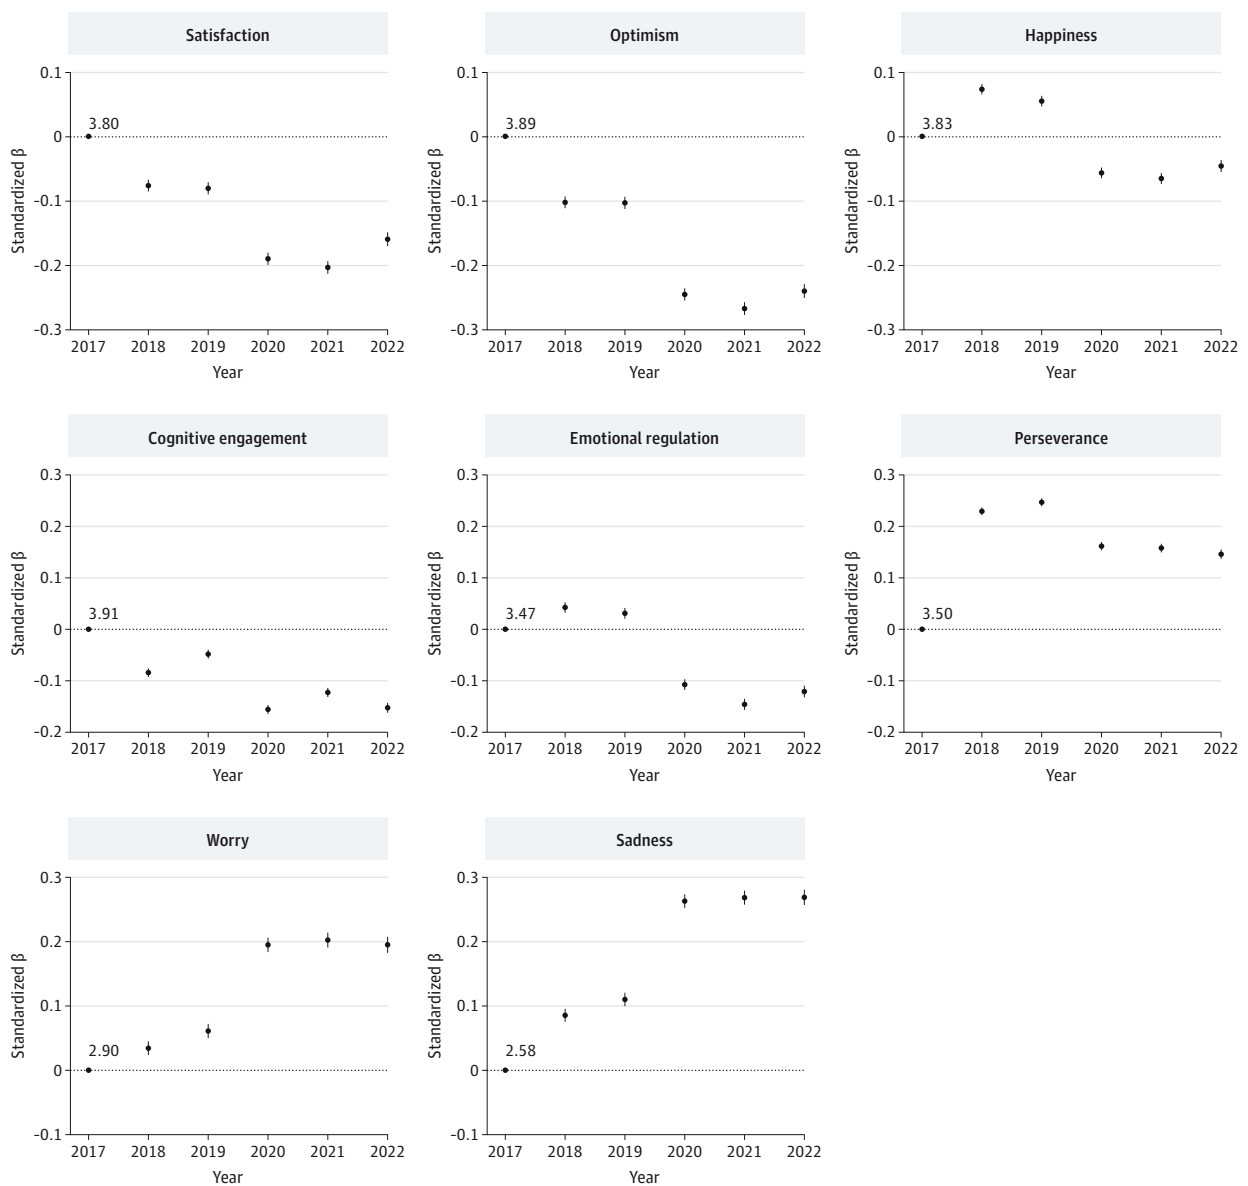 Satisfaction
Optimism
Happiness
0.1
0
-0.1
-0.2
-0.3
3.80
Standardized β
2017 2018 2019 2020 2021 2022
Year
0.1
0
-0.1
-0.2
-0.3
3.89
Standardized β
2017 2018 2019 2020 2021 2022
Year
0.1
0
-0.1
-0.2
-0.3
3.83
Standardized β
2017 2018 2019 2020 2021 2022
Year
Cognitive engagement
Emotional regulation
Perseverance
0.3
0.2
0.1
0
-0.1
-0.2
3.91
Standardized β
2017 2018 2019 2020 2021 2022
Year
0.3
0.2
0.1
0
-0.1
-0.2
3.47
Standardized β
2017 2018 2019 2020 2021 2022
Year
0.3
0.2
0.1
0
-0.1
-0.2
3.50
Standardized β
2017 2018 2019 2020 2021 2022
Year
Worry
Sadness
0.3
0.2
0.1
0
-0.1
2.90
Standardized β
2017 2018 2019 2020 2021 2022
Year
0.3
0.2
0.1
0
-0.1
2.58
Standardized β
2017 2018 2019 2020 2021 2022
Year